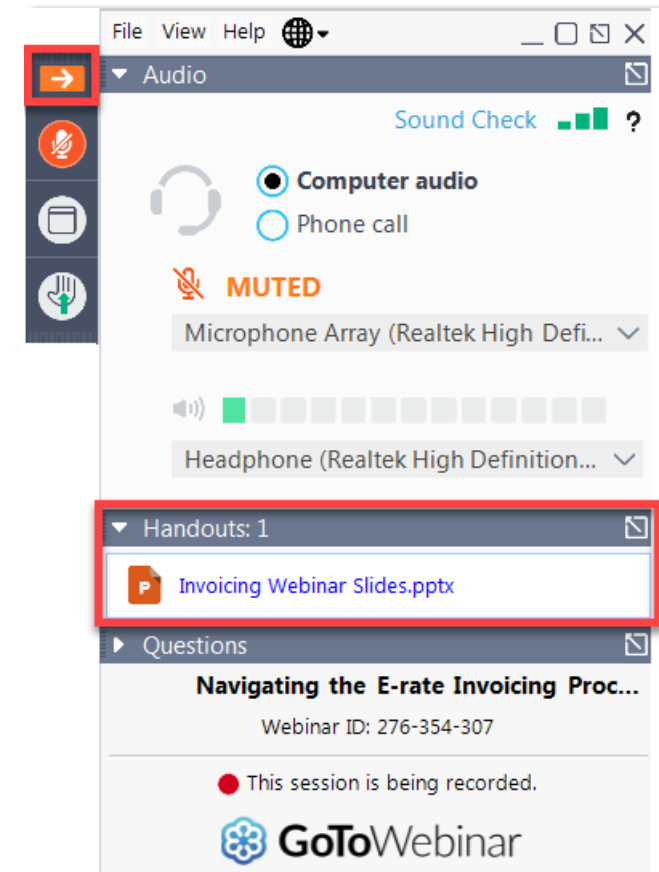 File View Help
Audio
Sound Check ?
Computer audio
Phone call
MUTED
Microphone Array (Realtek High Defi...
Headphone (Realtek High Definition...
Handouts: 1
P Invoicing Webinar Slides.pptx
Questions
Navigating the E-rate Invoicing Proc...
Webinar ID: 276-354-307
This session is being recorded.
GoToWebinar